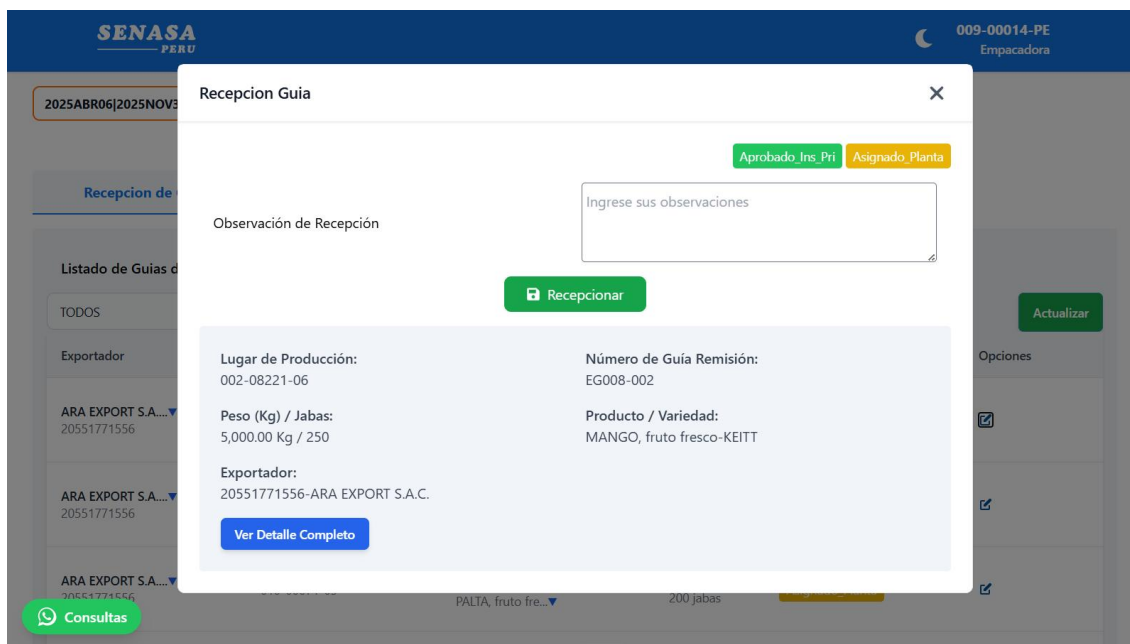 SENASA
PERU
009-00014-PE
Empacadora
2025ABR06|2025NOV3
Recepcion Guia
Aprobado_Ins_Pri Asignado_Planta
Recepcion de
Observación de Recepción
Ingrese sus observaciones
Listado de Guias d
Recepcionar
TODOS
Actualizar
Exportador
Opciones
Lugar de Producción:
002-08221-06
Número de Guía Remisión:
EG008-002
ARA EXPORT S.A....▼
20551771556
Peso (Kg) / Jabas:
5,000.00 Kg / 250
Producto / Variedad:
MANGO, fruto fresco-KEITT
Exportador:
20551771556-ARA EXPORT S.A.C.
ARA EXPORT S.A....▼
20551771556
Ver Detalle Completo
ARA EXPORT S.A....▼
20551771556
PALTA, fruto fre...▼
200 jabas
Consultas